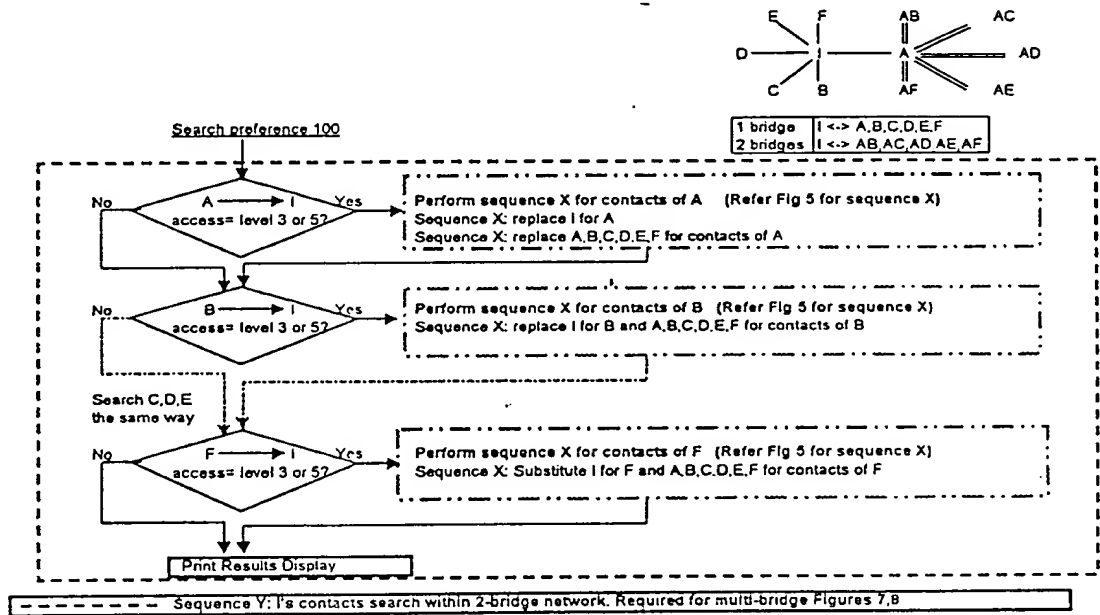 E F AB AC
D I A AD
C B AF AE
1 bridge I <-> A,B,C,D,E,F
2 bridges I <-> AB,AC,AD AE,AF
Search preference 100
No A I Yes
access= level 3 or 5?
Perform sequence X for contacts of A (Refer Fig 5 for sequence X)
Sequence X: replace I for A
Sequence X: replace A,B,C,D,E,F for contacts of A
No B I Yes
access= level 3 or 5?
Perform sequence X for contacts of B (Refer Fig 5 for sequence X)
Sequence X: replace I for B and A,B,C,D,E,F for contacts of B
Search C,D,E
the same way
No F I Yes
access= level 3 or 5?
Perform sequence X for contacts of F (Refer Fig 5 for sequence X)
Sequence X: Substitute I for F and A,B,C,D,E,F for contacts of F
Print Results Display
Sequence Y: I's contacts search within 2-bridge network. Required for multi-bridge Figures 7,8